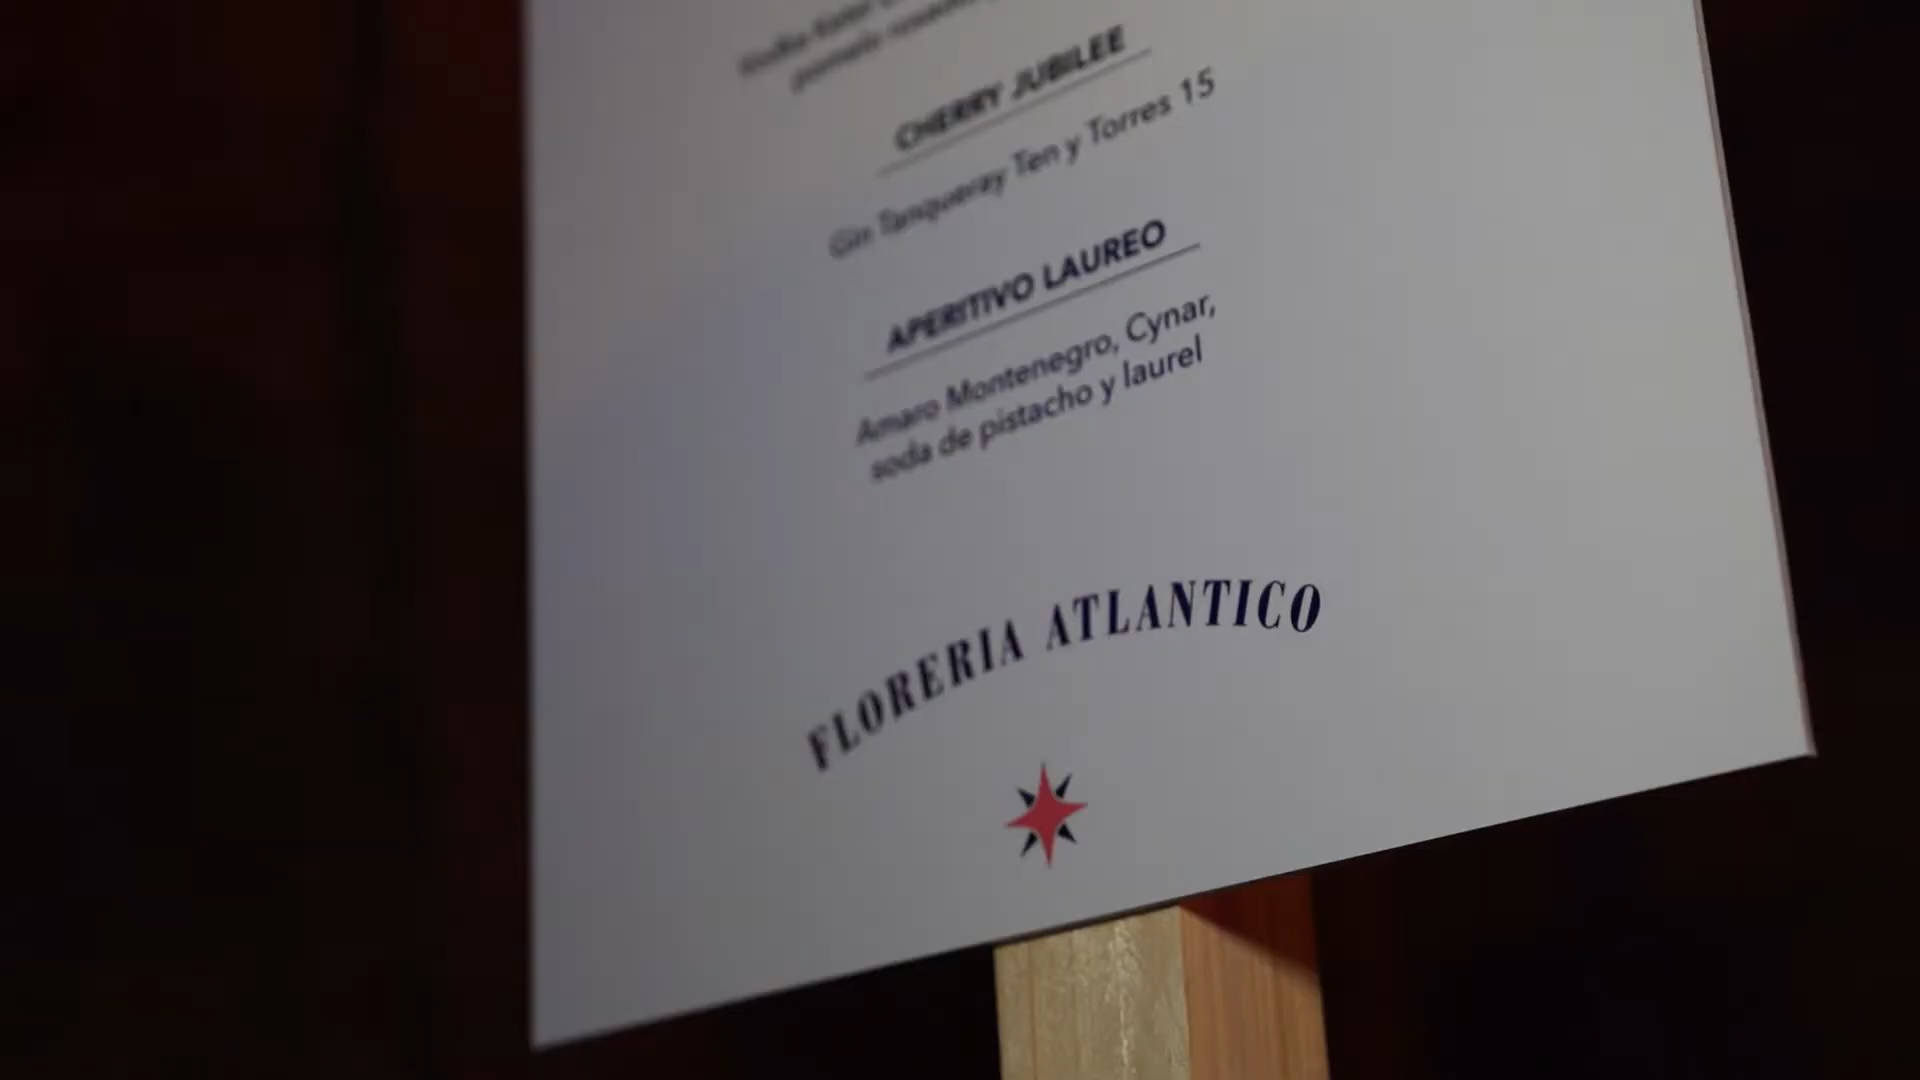 CHERRY JUBILEE
Gin Tanqueray Ten y Torres 15
APERITIVO LAUREO
Amaro Montenegro, Cynar,
soda de pistacho y laurel
FLORERIA ATLANTICO